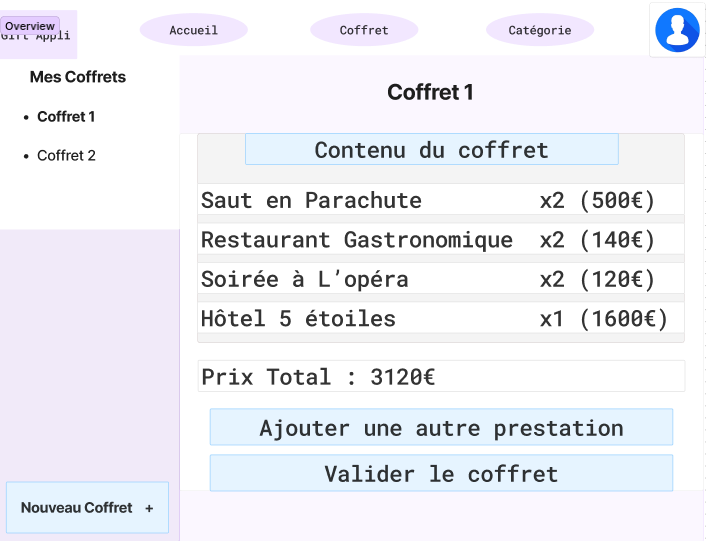 Overview
Gift Appli
Accueil
Coffret
Catégorie
Mes Coffrets
Coffret 1
Coffret 2
Coffret 1
Contenu du coffret
Saut en Parachute x2 (500€)
Restaurant Gastronomique x2 (140€)
Soirée à L’opéra x2 (120€)
Hôtel 5 étoiles x1 (1600€)
Prix Total : 3120€
Ajouter une autre prestation
Valider le coffret
Nouveau Coffret +